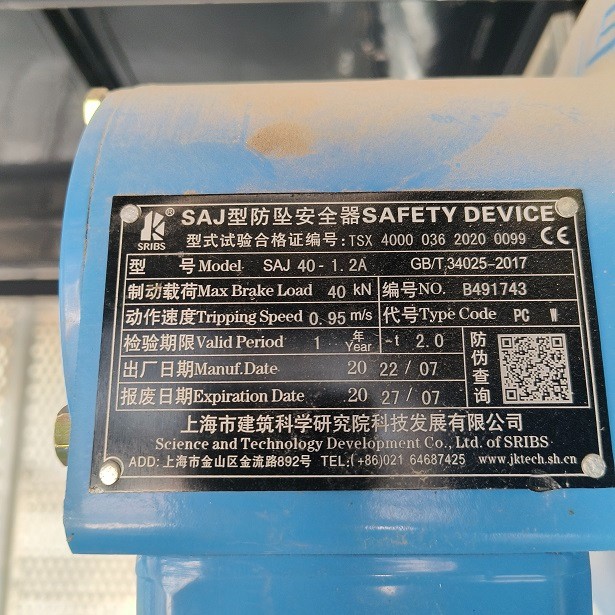 SRIBS
®
SAJ型防坠安全器SAFETY DEVICE
型式试验合格证编号:TSX 4000 036 2020 0099 CE
型 号Model SAJ 40-1.2A GB/T 34025-2017
制动载荷Max Brake Load 40 kN 编号NO. B491743
动作速度Tripping Speed 0.95 m/s 代号Type Code PC W
检验期限Valid Period 1 年Year -t 2.0
出厂日期Manuf.Date 20 22/07
报废日期Expiration Date 20 27/07
防伪查询
上海市建筑科学研究院科技发展有限公司
Science and Technology Development Co., Ltd. of SRIBS
ADD: 上海市金山区金流路892号 TEL:(+86)021 64687425 www.jktech.sh.cn